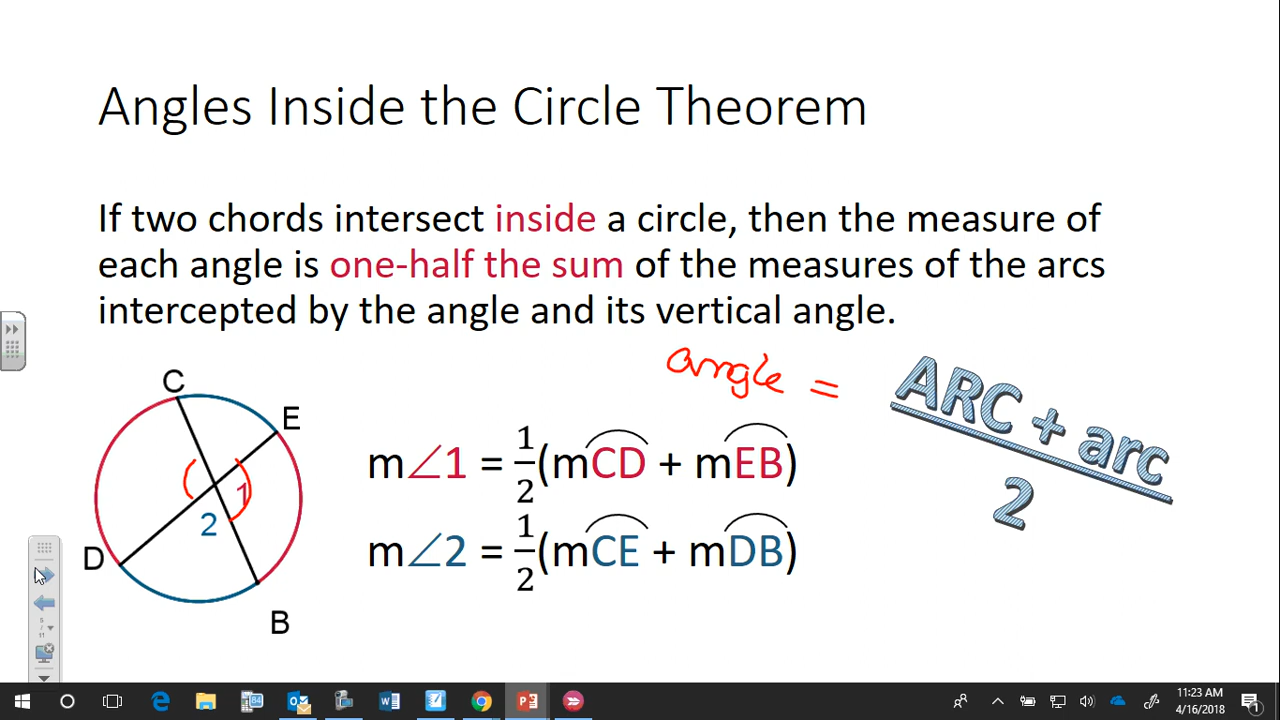 Angles Inside the Circle Theorem
If two chords intersect inside a circle, then the measure of
each angle is one-half the sum of the measures of the arcs
intercepted by the angle and its vertical angle.
angle =
ARC + arc
2
C
E
1
2
D
B
m∠1 = 1/2(mCD + mEB)
m∠2 = 1/2(mCE + mDB)
5
/
11
11:23 AM
4/16/2018